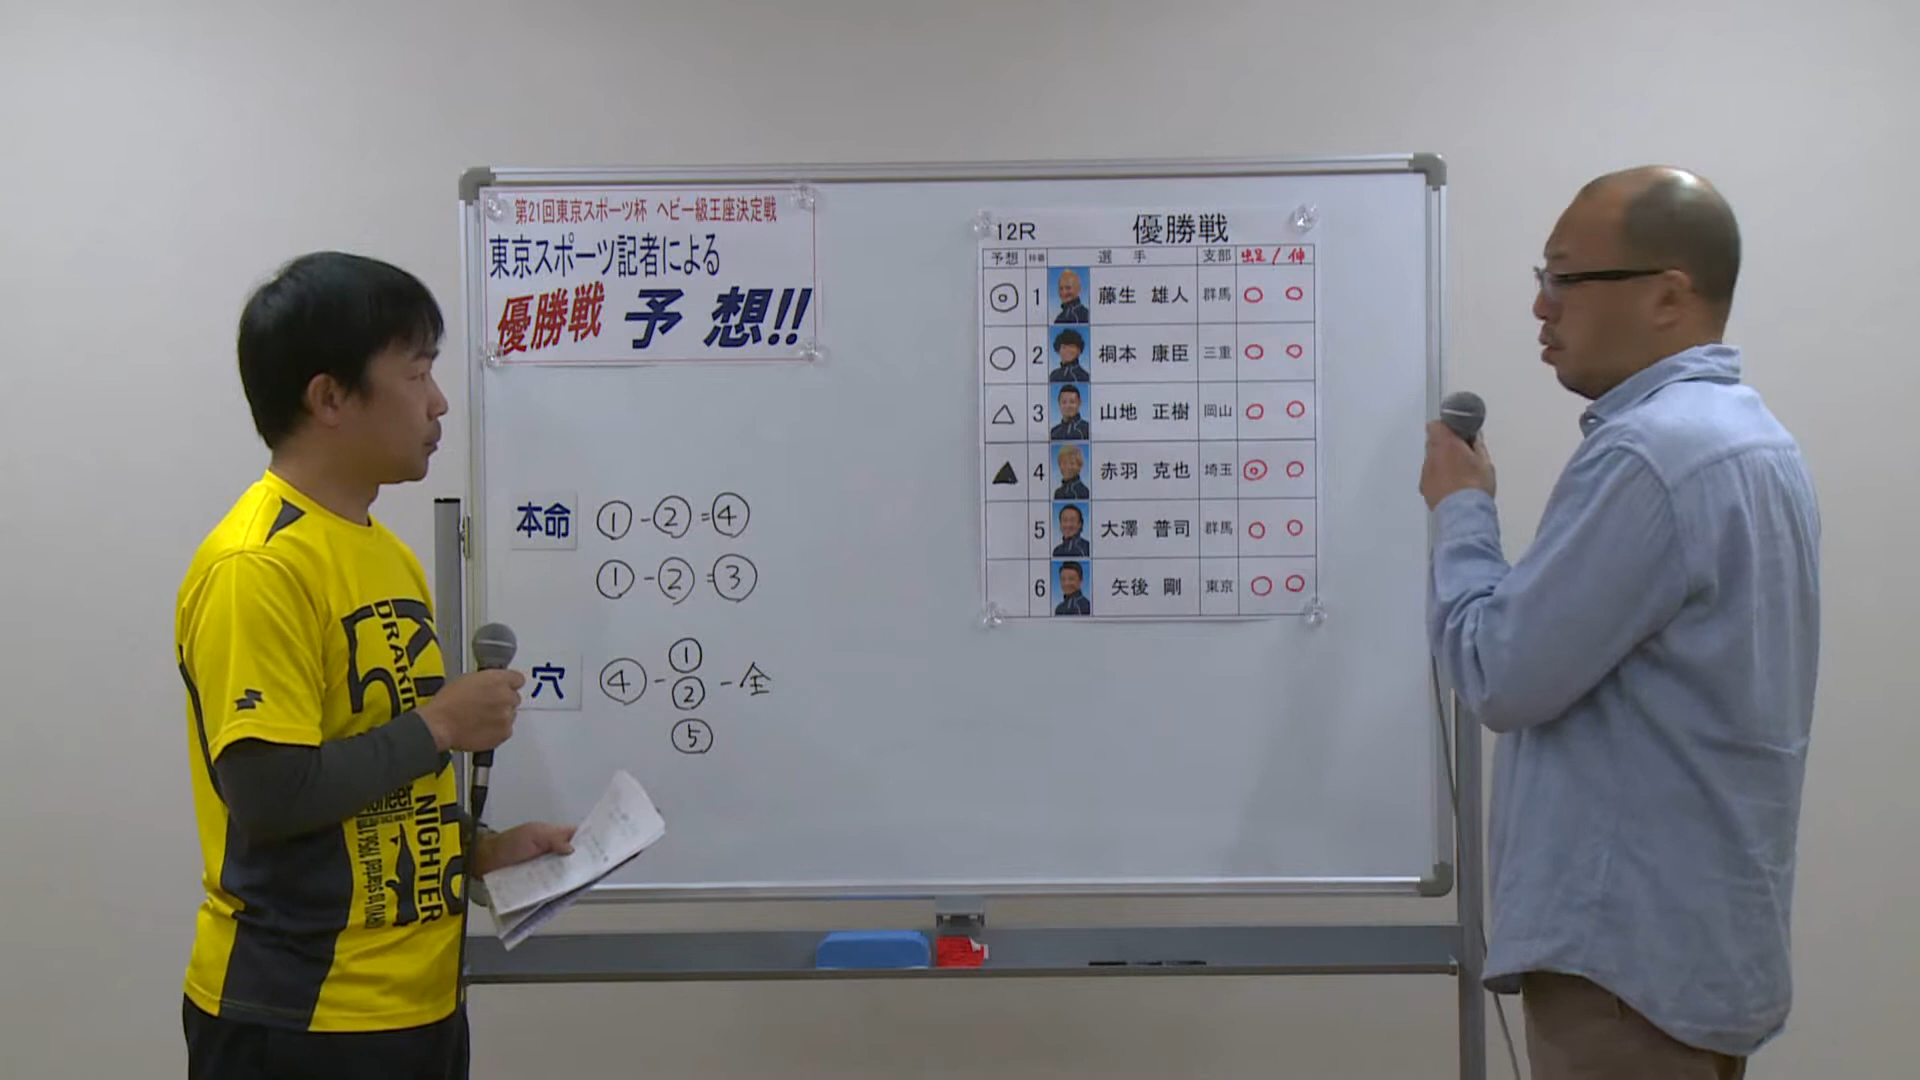 第21回東京スポーツ杯 ヘビー級王座決定戦
東京スポーツ記者による
優勝戦 予想!!
12R 優勝戦
予想 枠番 選手 支部 出足/伸
◎ 1 藤生 雄人 群馬 ○ ○
○ 2 桐本 康臣 三重 ○ ○
△ 3 山地 正樹 岡山 ○ ○
▲ 4 赤羽 克也 埼玉 ◎ ○
5 大澤 普司 群馬 ○ ○
6 矢後 剛 東京 ○ ○
本命 ①-②=④
①-②=③
穴 ④-①②⑤-全
NIGHTER